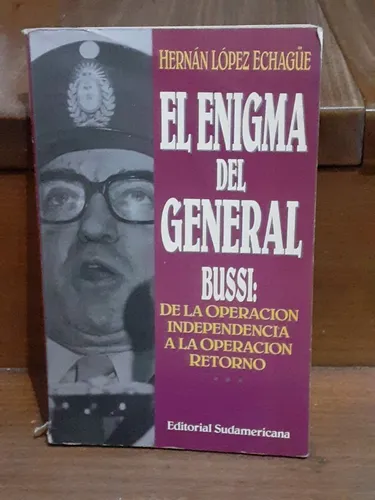 HERNÁN LÓPEZ ECHAGÜE
EL ENIGMA
DEL
GENERAL
BUSSI:
DE LA OPERACION
INDEPENDENCIA
A LA OPERACION
RETORNO
Editorial Sudamericana